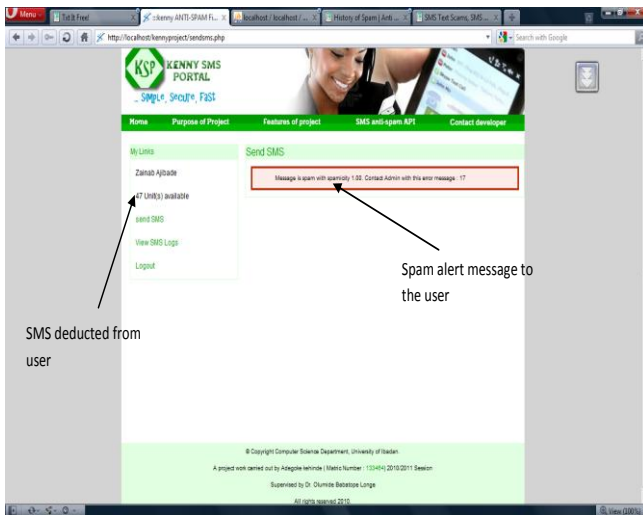 Menu
Txt It Free!
:: kenny ANTI-SPAM Fi...
localhost / localhost / ...
History of Spam | Anti ...
SMS Text Scams, SMS ...
http://localhost/kennyproject/sendsms.php
Search with Google
KSP KENNY SMS PORTAL
... Simple, Secure, Fast
Home Purpose of Project Features of project SMS anti-spam API Contact developer
My Links
Zainab Ajibade
47 Unit(s) available
send SMS
View SMS Logs
Logout
Send SMS
Message is spam with spamicity 1.00. Contact Admin with this error message : 17
Spam alert message to
the user
SMS deducted from
user
© Copyright Computer Science Department, University of Ibadan.
A project work carried out by Adegoke kehinde ( Matric Number : 133464) 2010/2011 Session
Supervised by Dr. Olumide Babatope Longe
All rights reserved 2010.
View (100%)